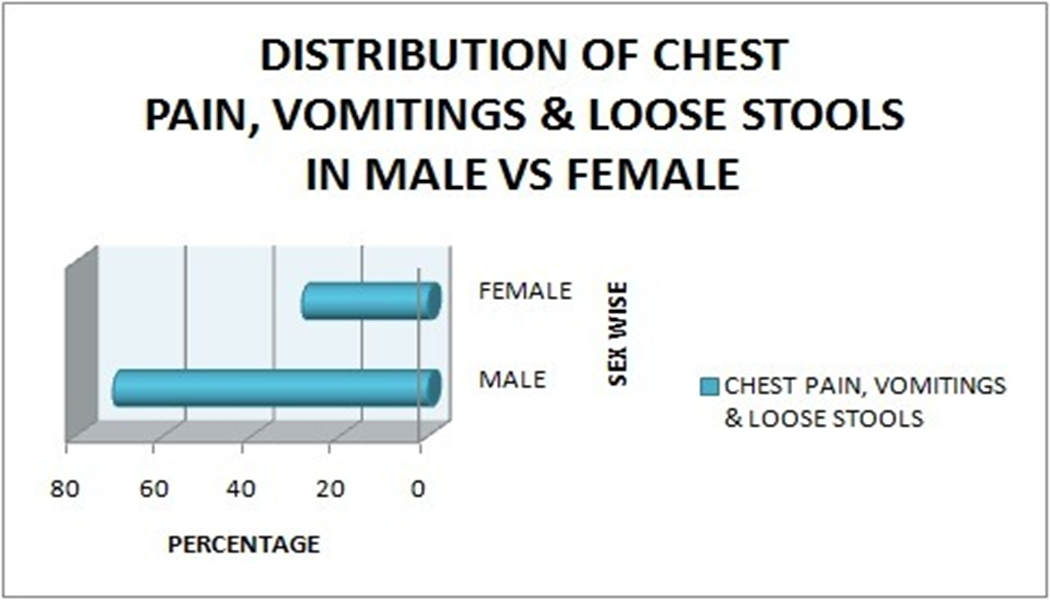 DISTRIBUTION OF CHEST
PAIN, VOMITINGS & LOOSE STOOLS
IN MALE VS FEMALE
FEMALE
MALE
SEX WISE
CHEST PAIN, VOMITINGS
& LOOSE STOOLS
80 60 40 20 0
PERCENTAGE